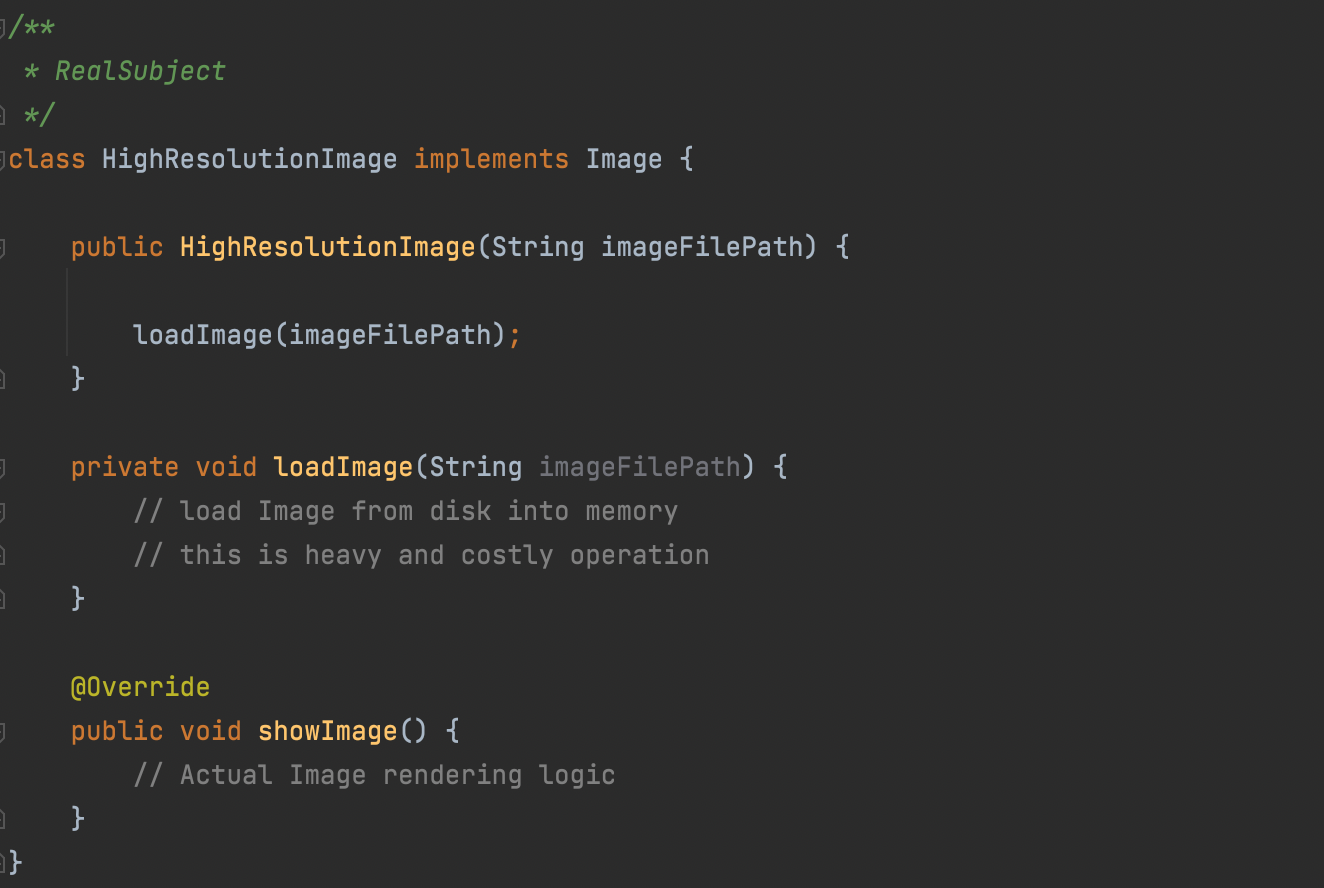 /**
 * RealSubject
 */
class HighResolutionImage implements Image {
    public HighResolutionImage(String imageFilePath) {
        loadImage(imageFilePath);
    }
    private void loadImage(String imageFilePath) {
        // load Image from disk into memory
        // this is heavy and costly operation
    }
    @Override
    public void showImage() {
        // Actual Image rendering logic
    }
}